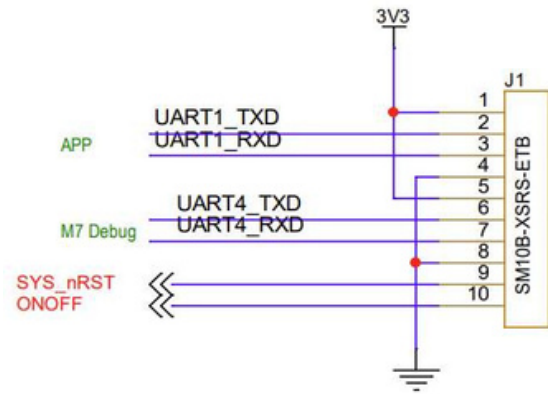 3V3
J1
1
UART1_TXD
2
UART1_RXD
3
APP
4
5
UART4_TXD
6
UART4_RXD
7
M7 Debug
8
SYS_nRST
9
ONOFF
10
SM10B-XSRS-ETB